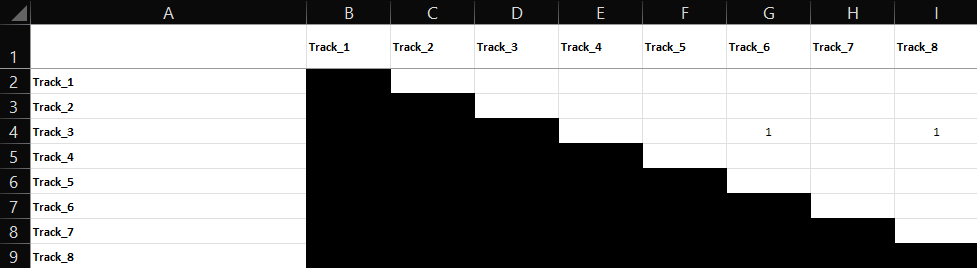 A B C D E F G H I
1 Track_1 Track_2 Track_3 Track_4 Track_5 Track_6 Track_7 Track_8
2 Track_1
3 Track_2
4 Track_3 1 1
5 Track_4
6 Track_5
7 Track_6
8 Track_7
9 Track_8